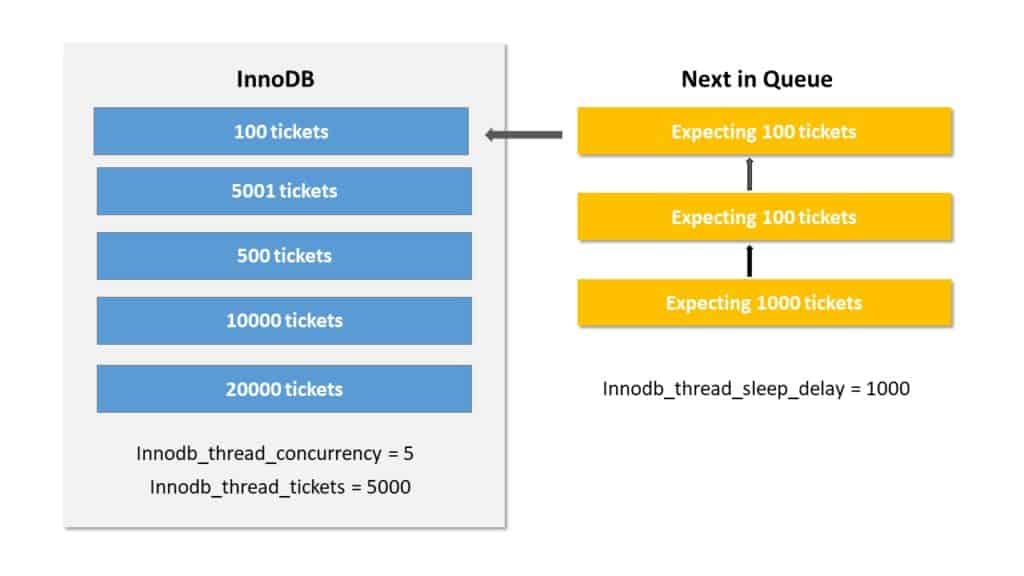 InnoDB
100 tickets
5001 tickets
500 tickets
10000 tickets
20000 tickets
Innodb_thread_concurrency = 5
Innodb_thread_tickets = 5000
Next in Queue
Expecting 100 tickets
Expecting 100 tickets
Expecting 1000 tickets
Innodb_thread_sleep_delay = 1000